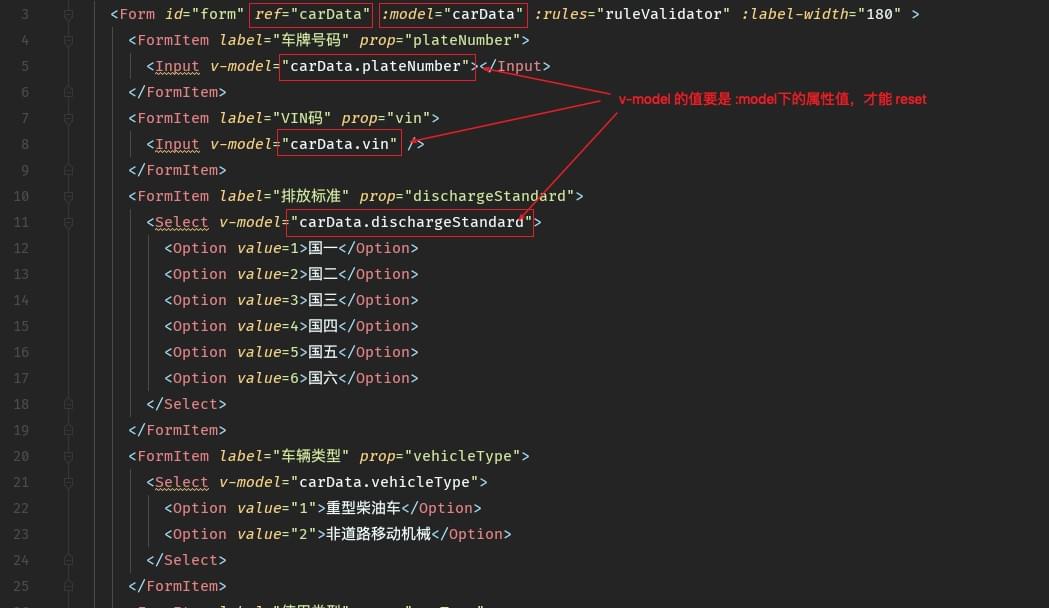 3 <Form id="form" ref="carData" :model="carData" :rules="ruleValidator" :label-width="180" >
4 <FormItem label="车牌号码" prop="plateNumber">
5 <Input v-model="carData.plateNumber"></Input>
6 </FormItem>
v-model 的值要是 :model下的属性值，才能 reset
7 <FormItem label="VIN码" prop="vin">
8 <Input v-model="carData.vin" />
9 </FormItem>
10 <FormItem label="排放标准" prop="dischargeStandard">
11 <Select v-model="carData.dischargeStandard">
12 <Option value=1>国一</Option>
13 <Option value=2>国二</Option>
14 <Option value=3>国三</Option>
15 <Option value=4>国四</Option>
16 <Option value=5>国五</Option>
17 <Option value=6>国六</Option>
18 </Select>
19 </FormItem>
20 <FormItem label="车辆类型" prop="vehicleType">
21 <Select v-model="carData.vehicleType">
22 <Option value="1">重型柴油车</Option>
23 <Option value="2">非道路移动机械</Option>
24 </Select>
25 </FormItem>